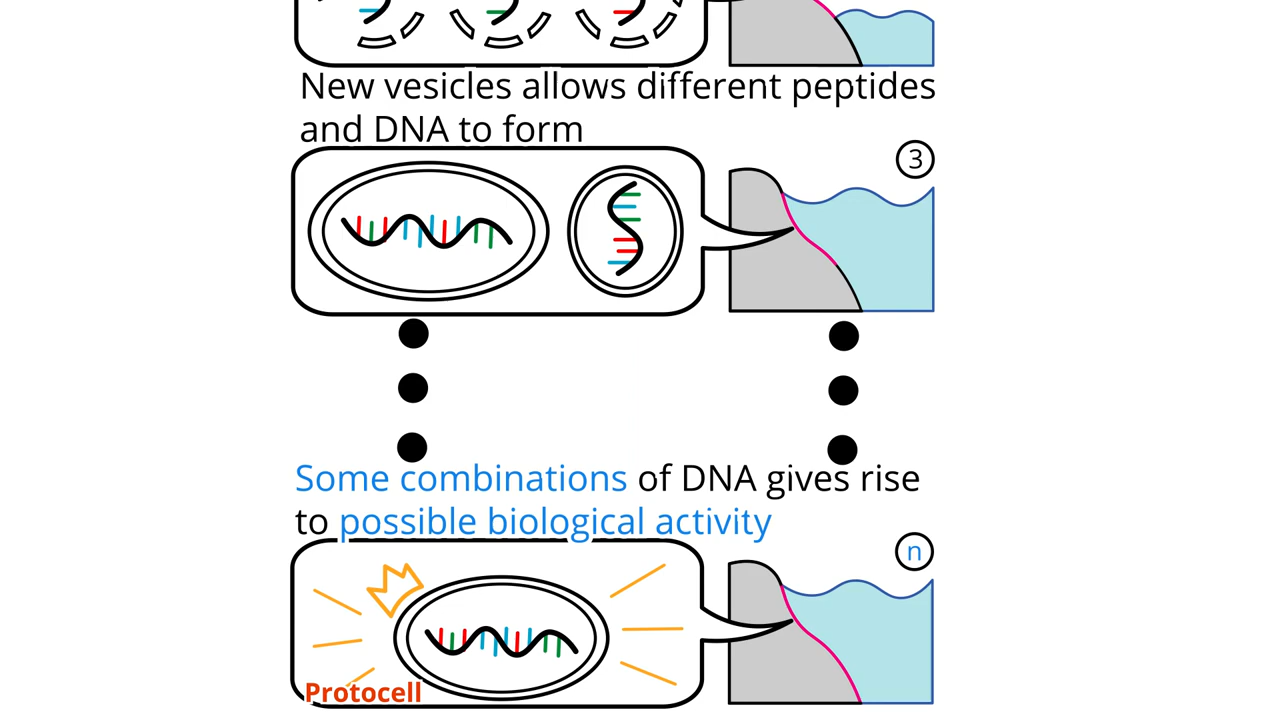 New vesicles allows different peptides
and DNA to form
3
Some combinations of DNA gives rise
to possible biological activity
n
Protocell